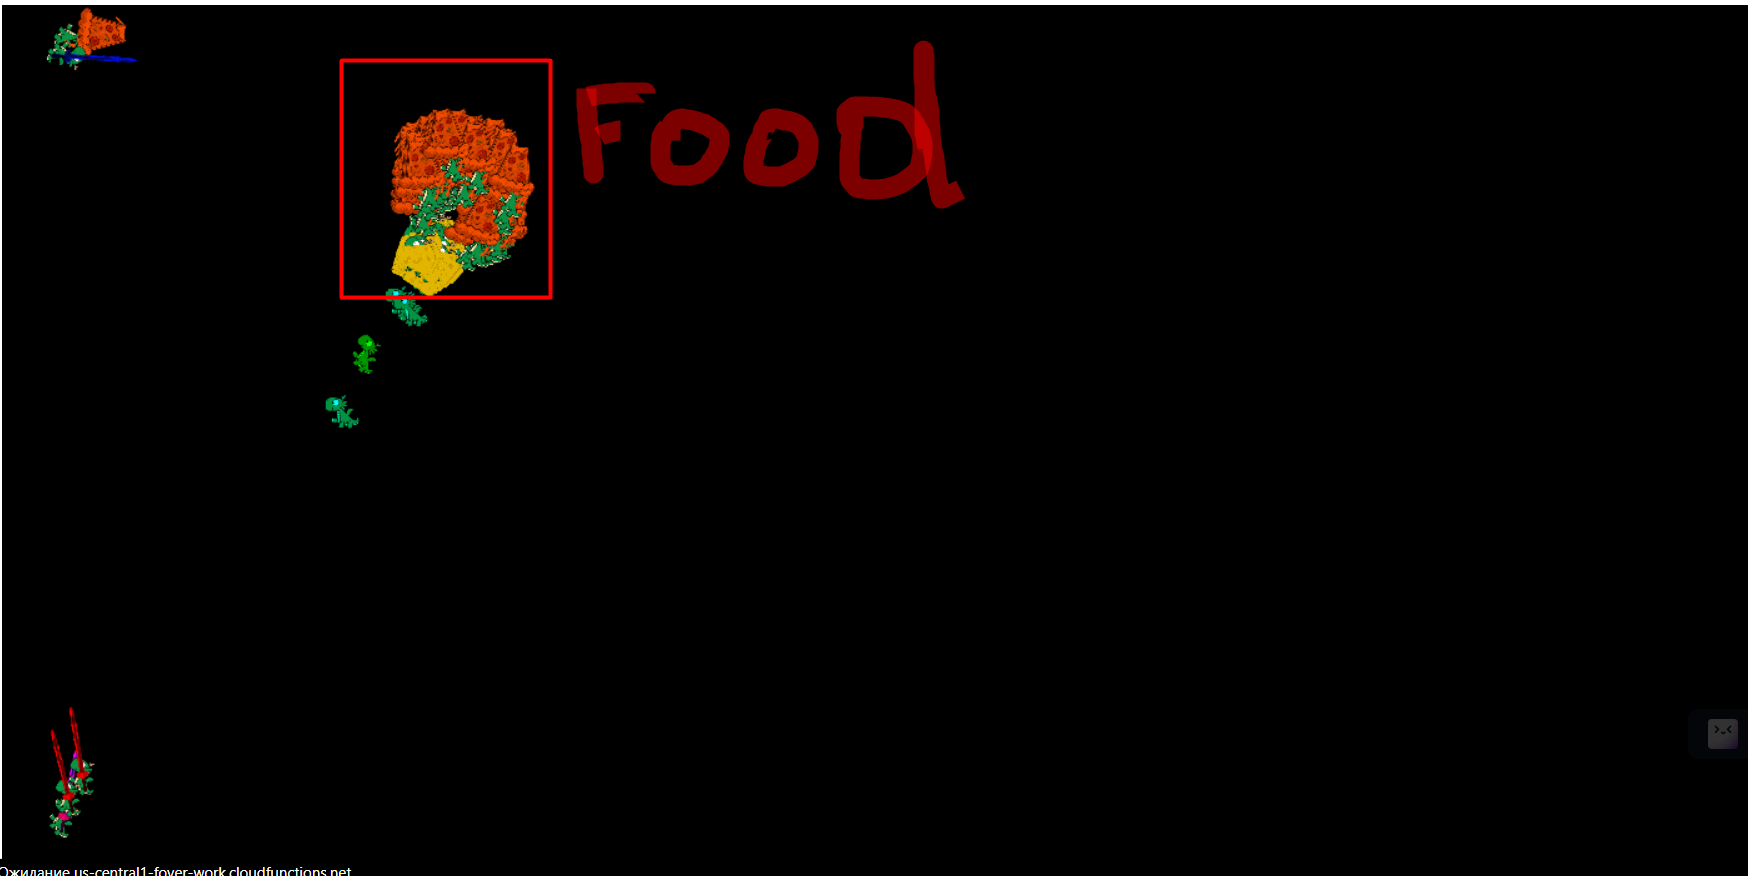 FOOD
Ожидание us-central1-fover-work.cloudfunctions.net